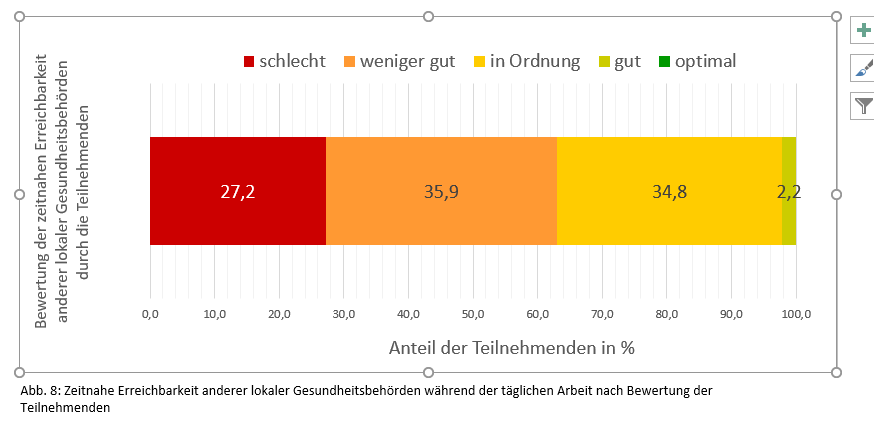 schlecht weniger gut in Ordnung gut optimal
Bewertung der zeitnahen Erreichbarkeit
anderer lokaler Gesundheitsbehörden
durch die Teilnehmenden
27,2 35,9 34,8 2,2
0,0 10,0 20,0 30,0 40,0 50,0 60,0 70,0 80,0 90,0 100,0
Anteil der Teilnehmenden in %
Abb. 8: Zeitnahe Erreichbarkeit anderer lokaler Gesundheitsbehörden während der täglichen Arbeit nach Bewertung der
Teilnehmenden